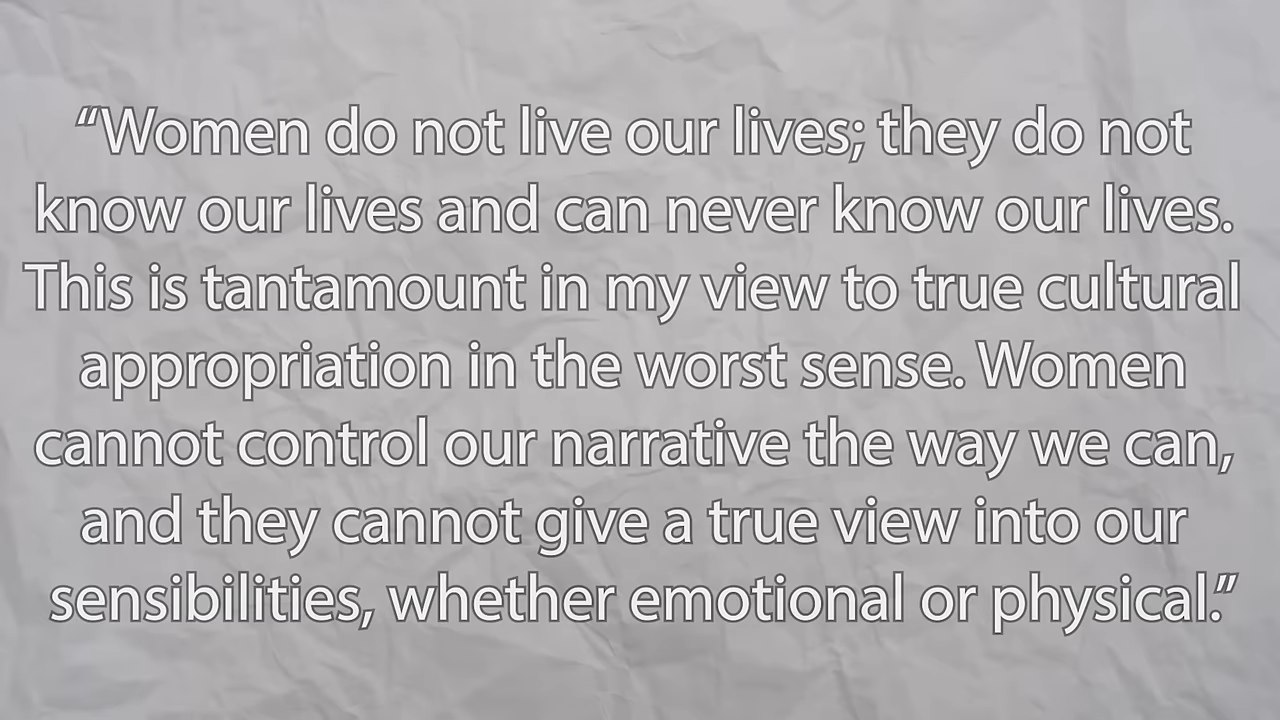 “Women do not live our lives; they do not
know our lives and can never know our lives.
This is tantamount in my view to true cultural
appropriation in the worst sense. Women
cannot control our narrative the way we can,
and they cannot give a true view into our
sensibilities, whether emotional or physical.”